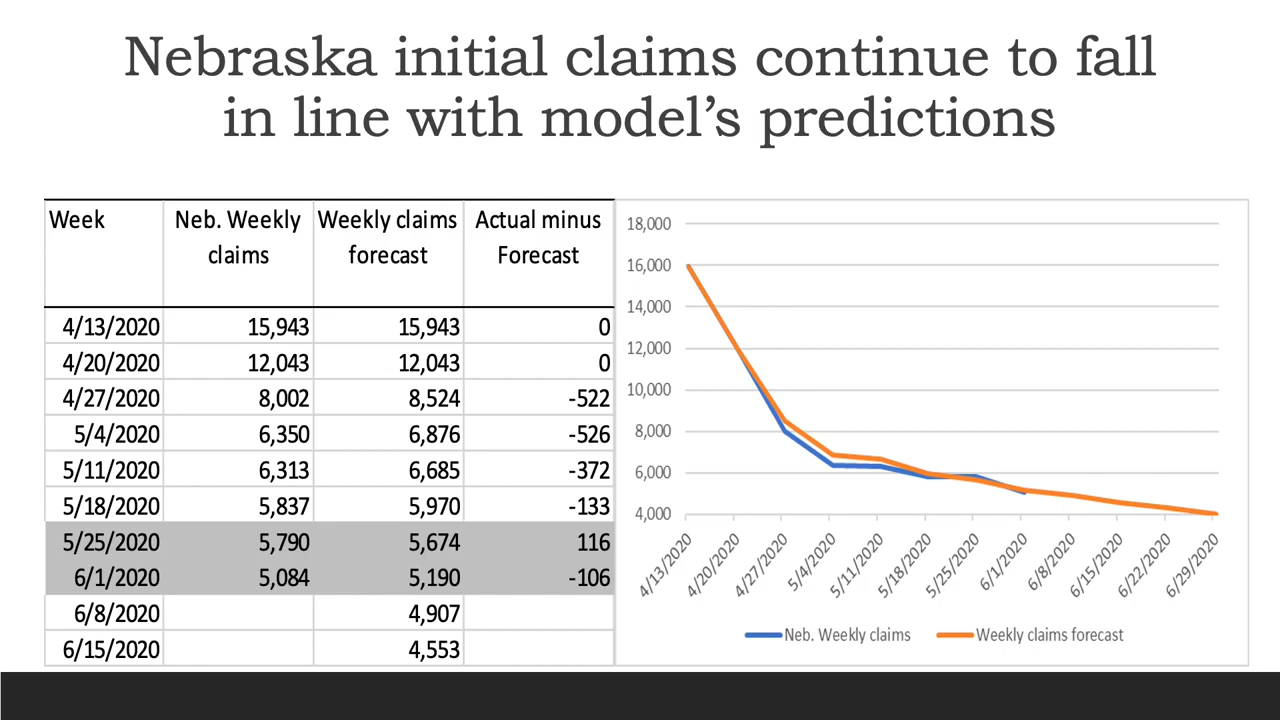 Nebraska initial claims continue to fall
in line with model’s predictions
Week Neb. Weekly claims Weekly claims forecast Actual minus Forecast
4/13/2020 15,943 15,943 0
4/20/2020 12,043 12,043 0
4/27/2020 8,002 8,524 -522
5/4/2020 6,350 6,876 -526
5/11/2020 6,313 6,685 -372
5/18/2020 5,837 5,970 -133
5/25/2020 5,790 5,674 116
6/1/2020 5,084 5,190 -106
6/8/2020 4,907
6/15/2020 4,553
18,000
16,000
14,000
12,000
10,000
8,000
6,000
4,000
4/13/2020 4/20/2020 4/27/2020 5/4/2020 5/11/2020 5/18/2020 5/25/2020 6/1/2020 6/8/2020 6/15/2020 6/22/2020 6/29/2020
Neb. Weekly claims Weekly claims forecast